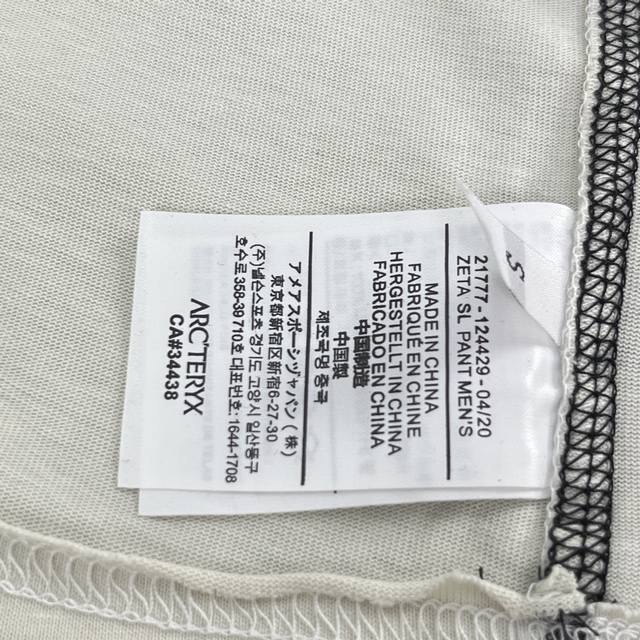 S
21777 - 124429 - 04/20
ZETA SL PANT MEN'S
MADE IN CHINA
FABRIQUÉ EN CHINE
HERGESTELLT IN CHINA
FABRICADO EN CHINA
中国制造
中国製
제조국명 중국
アメアスポーツジャパン(株)
東京都新宿区新宿6-27-30
(주)넬슨스포츠 경기도 고양시 일산동구
호수로 358-39 710호 대표번호: 1644-1708
ARC'TERYX
CA#34438